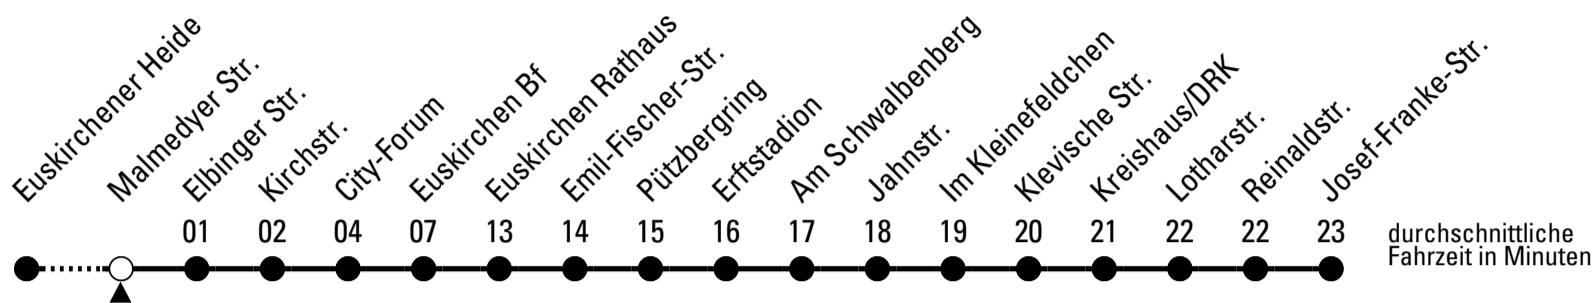 Euskirchener Heide
Malmedyer Str.
Elbinger Str.
Kirchstr.
City-Forum
Euskirchen Bf
Euskirchen Rathaus
Emil-Fischer-Str.
Pützbergring
Erftstadion
Am Schwalbenberg
Jahnstr.
Im Kleinefeldchen
Klevische Str.
Kreishaus/DRK
Lotharstr.
Reinaldstr.
Josef-Franke-Str.
01 02 04 07 13 14 15 16 17 18 19 20 21 22 22 23
durchschnittliche
Fahrzeit in Minuten